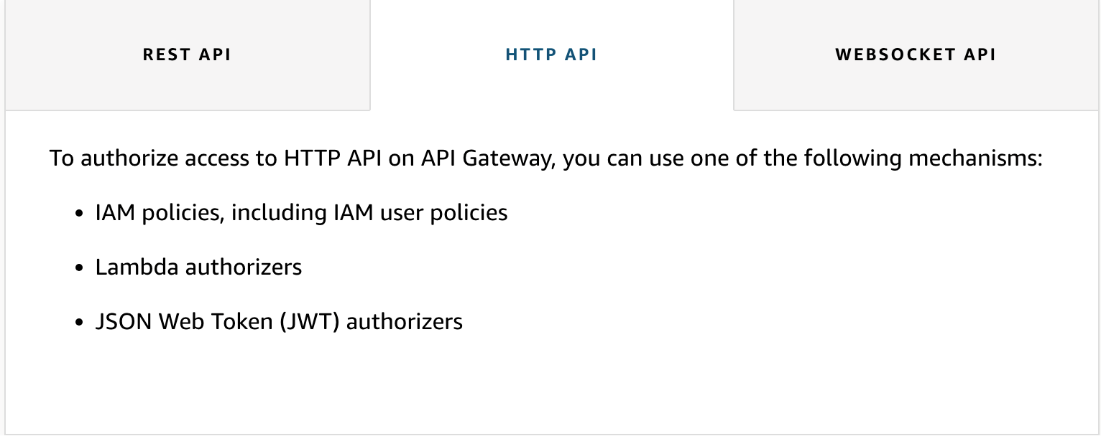 REST API
HTTP API
WEBSOCKET API
To authorize access to HTTP API on API Gateway, you can use one of the following mechanisms:
• IAM policies, including IAM user policies
• Lambda authorizers
• JSON Web Token (JWT) authorizers